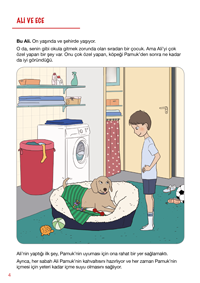 ALİ VE ECE
Bu Ali. On yaşında ve şehirde yaşıyor.
O da, senin gibi okula gitmek zorunda olan sıradan bir çocuk. Ama Ali'yi çok
özel yapan bir şey var. Onu çok özel yapan, köpeği Pamuk'den sonra ne kadar
da iyi göründüğü.
Ali'nin yaptığı ilk şey, Pamuk'nın uyuması için ona rahat bir yer sağlamaktı.
Ayrıca, her sabah Ali Pamuk'nin kahvaltısını hazırlıyor ve her zaman Pamuk'nin
içmesi için yeteri kadar içme suyu olmasını sağlıyor.